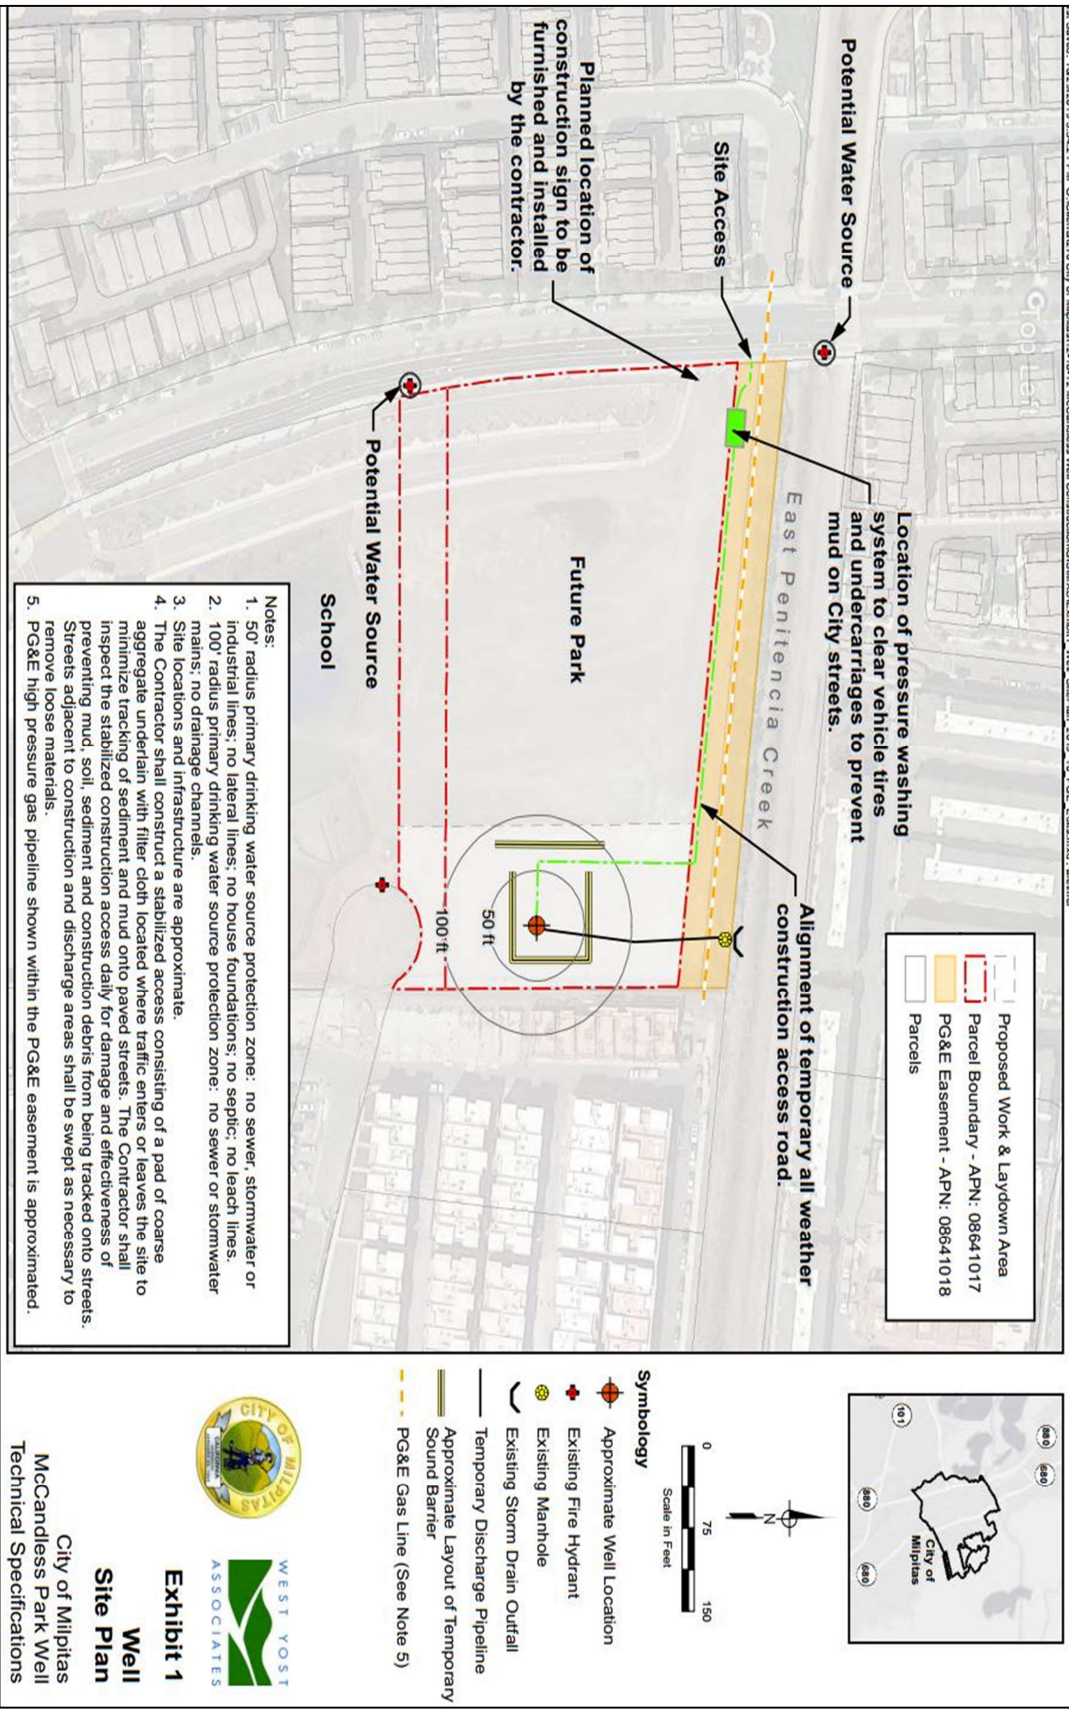 Potential Water Source
Site Access
Planned location of
construction sign to be
furnished and installed
by the contractor.
Location of pressure washing
system to clear vehicle tires
and undercarriages to prevent
mud on City streets.
East Penitencia Creek
Alignment of temporary all weather
construction access road.
Future Park
Potential Water Source
School
50 ft
100 ft
Proposed Work & Laydown Area
Parcel Boundary - APN: 08641017
PG&E Easement - APN: 08641018
Parcels
Notes:
1. 50' radius primary drinking water source protection zone: no sewer, stormwater or
industrial lines; no lateral lines; no house foundations; no septic; no leach lines.
2. 100' radius primary drinking water source protection zone: no sewer or stormwater
mains; no drainage channels.
3. Site locations and infrastructure are approximate.
4. The Contractor shall construct a stabilized access consisting of a pad of coarse
aggregate underlain with filter cloth located where traffic enters or leaves the site to
minimize tracking of sediment and mud onto paved streets. The Contractor shall
inspect the stabilized construction access daily for damage and effectiveness of
preventing mud, soil, sediment and construction debris from being tracked onto streets.
Streets adjacent to construction and discharge areas shall be swept as necessary to
remove loose materials.
5. PG&E high pressure gas pipeline shown within the PG&E easement is approximated.
880
680
101
880
680
City of
Milpitas
N
0 75 150
Scale in Feet
Symbology
Approximate Well Location
Existing Fire Hydrant
Existing Manhole
Existing Storm Drain Outfall
Temporary Discharge Pipeline
Approximate Layout of Temporary
Sound Barrier
PG&E Gas Line (See Note 5)
CITY OF MILPITAS
CALIFORNIA
WEST YOST
ASSOCIATES
Exhibit 1
Well
Site Plan
City of Milpitas
McCandless Park Well
Technical Specifications